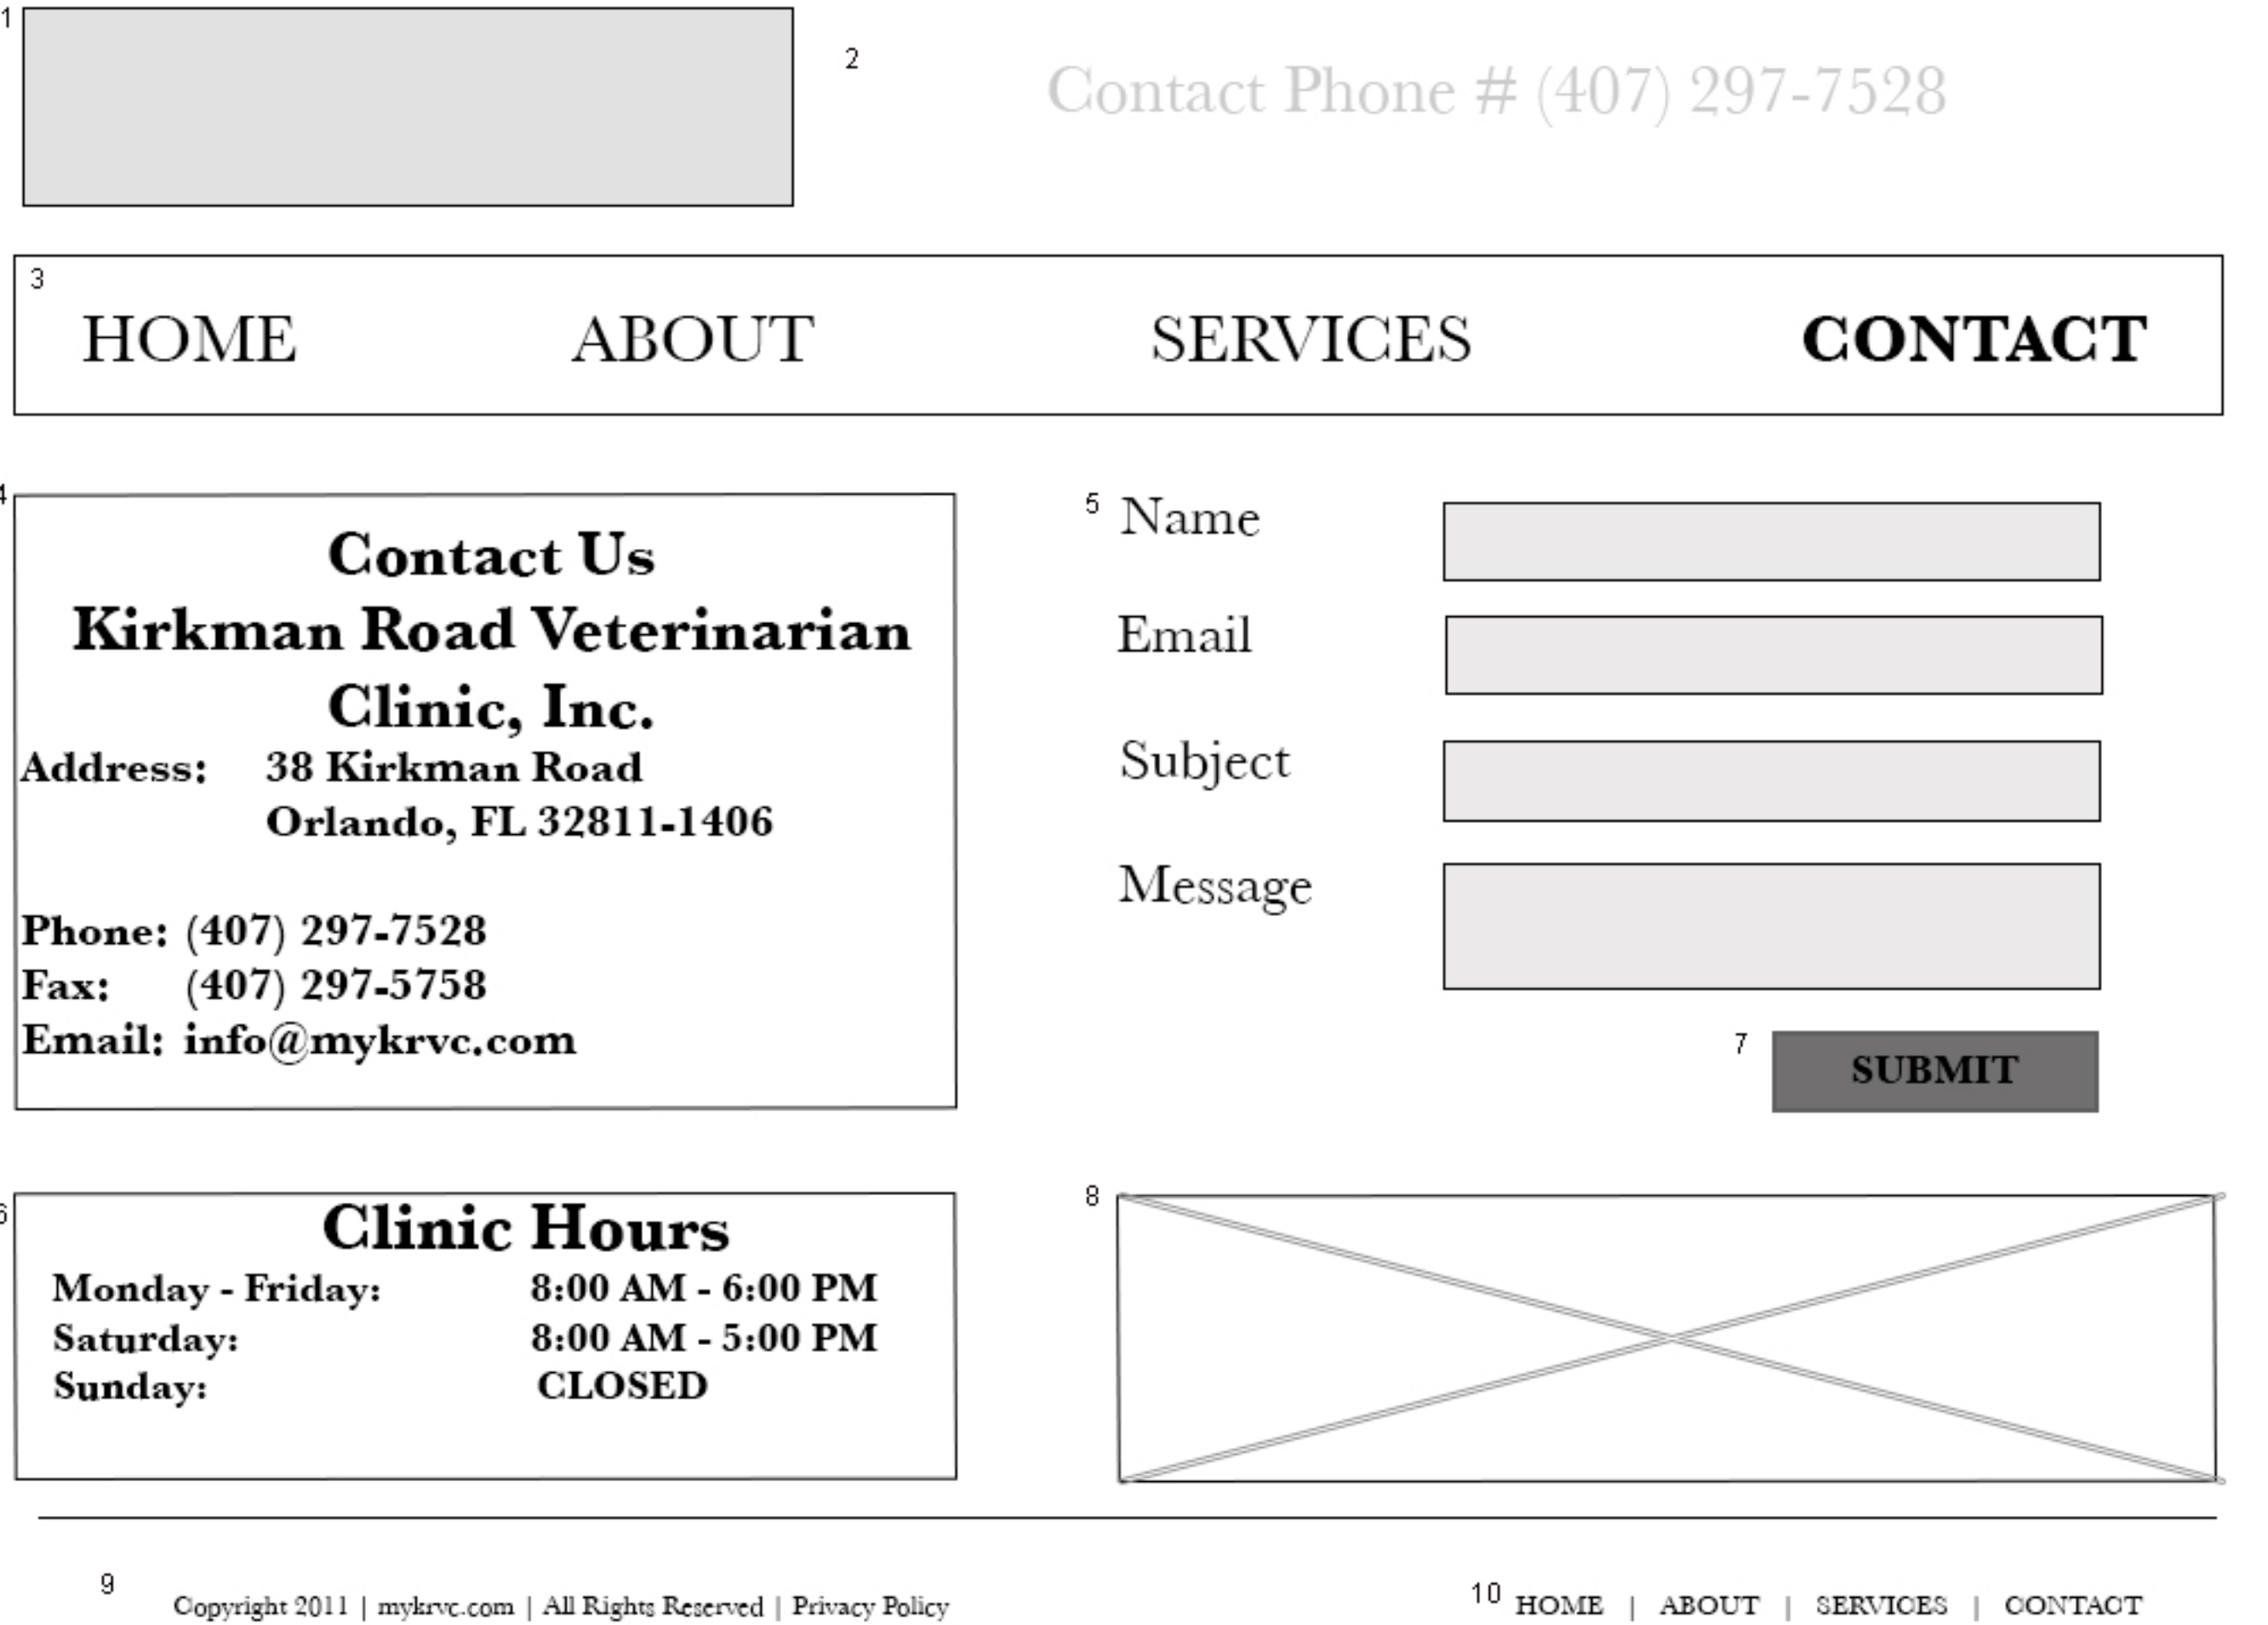 1
2
Contact Phone # (407) 297-7528
3
HOME ABOUT SERVICES CONTACT
4
Contact Us
Kirkman Road Veterinarian
Clinic, Inc.
Address: 38 Kirkman Road
Orlando, FL 32811-1406
Phone: (407) 297-7528
Fax: (407) 297-5758
Email: info@mykrvc.com
5
Name
Email
Subject
Message
7
SUBMIT
6
Clinic Hours
Monday - Friday: 8:00 AM - 6:00 PM
Saturday: 8:00 AM - 5:00 PM
Sunday: CLOSED
8
9
Copyright 2011 | mykrvc.com | All Rights Reserved | Privacy Policy
10
HOME | ABOUT | SERVICES | CONTACT